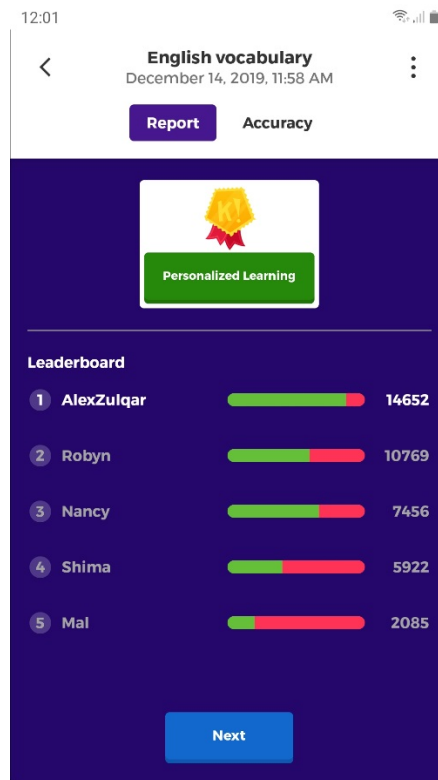 12:01
English vocabulary
December 14, 2019, 11:58 AM
Report Accuracy
K!
Personalized Learning
Leaderboard
1 AlexZulqar 14652
2 Robyn 10769
3 Nancy 7456
4 Shima 5922
5 Mal 2085
Next